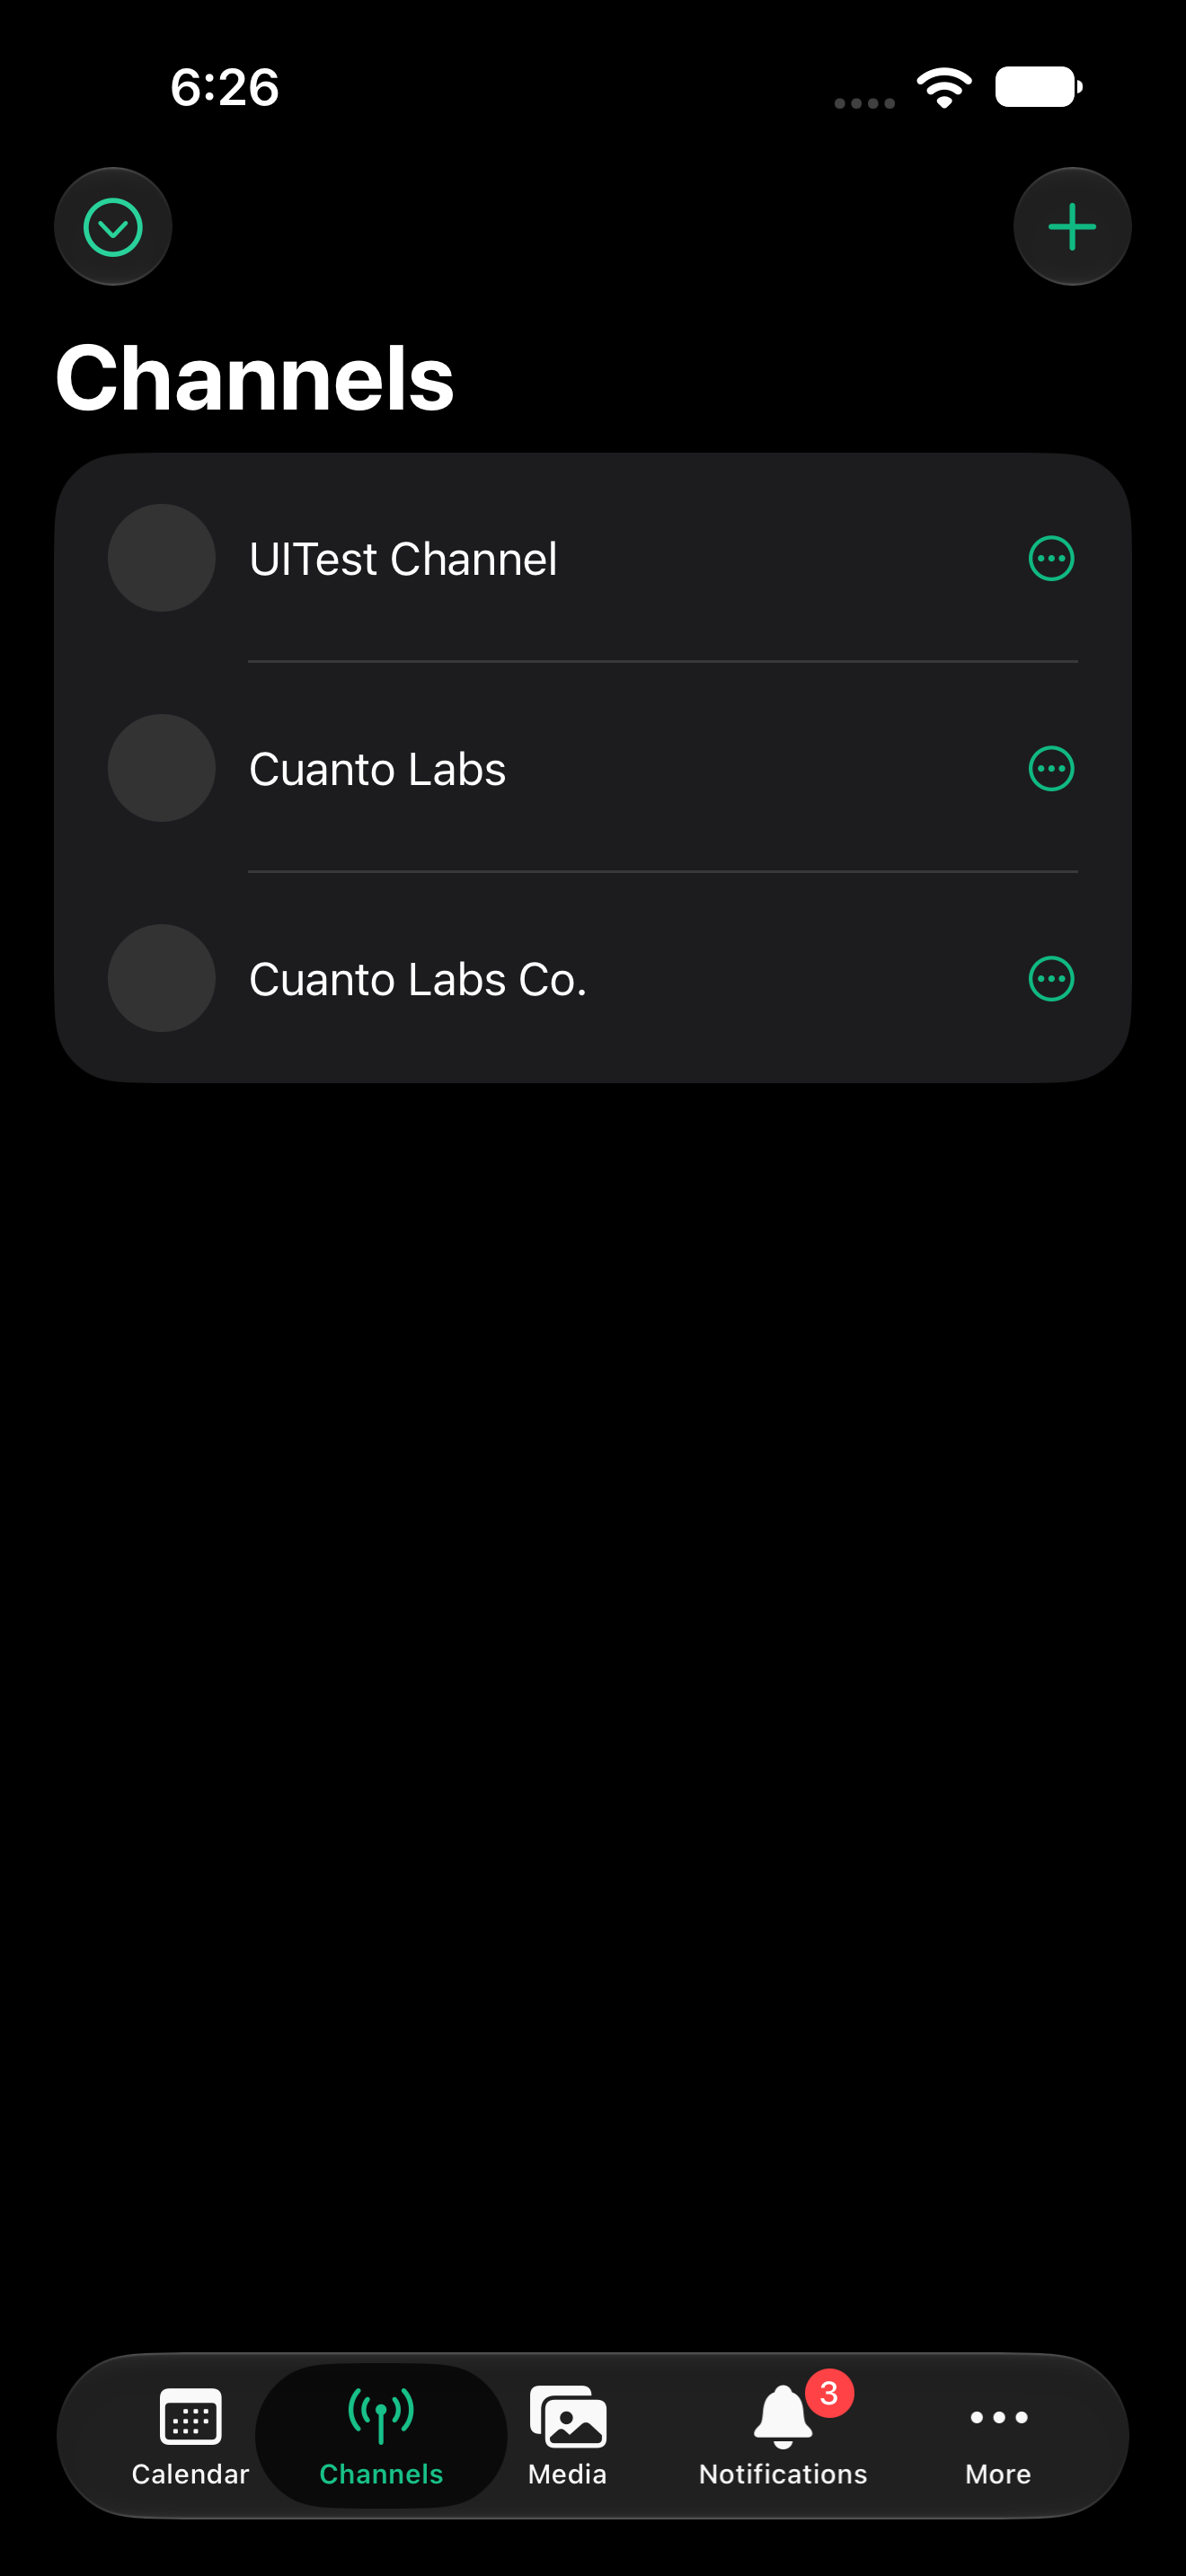 6:26
Channels
UITest Channel
Cuanto Labs
Cuanto Labs Co.
3
Calendar
Channels
Media
Notifications
More